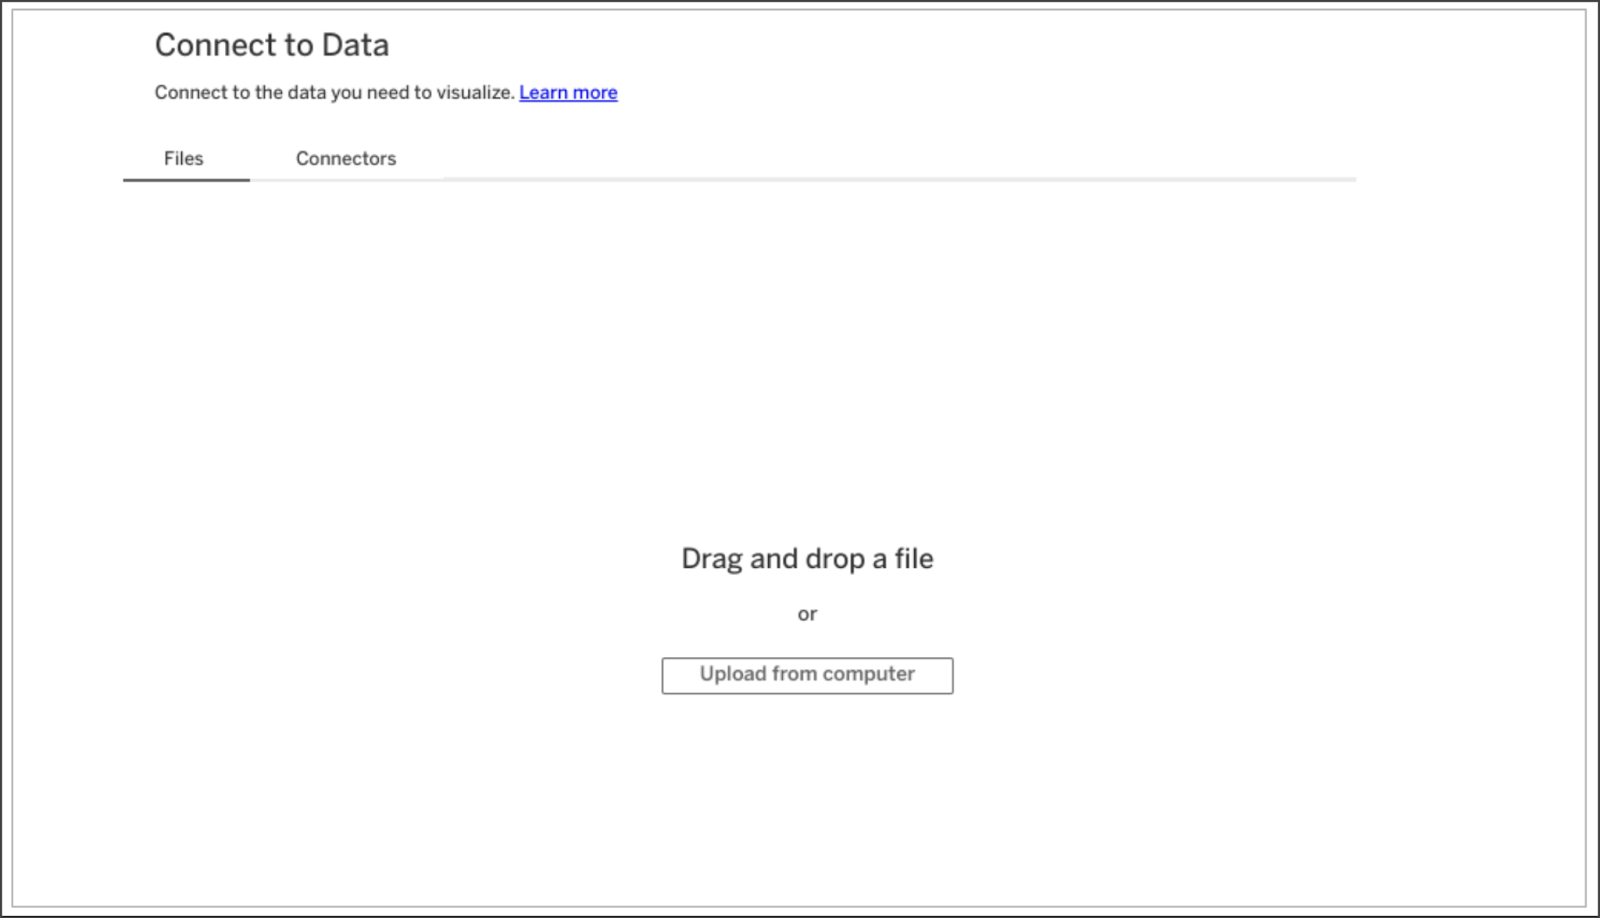 Connect to Data
Connect to the data you need to visualize. Learn more
Files Connectors
Drag and drop a file
or
Upload from computer